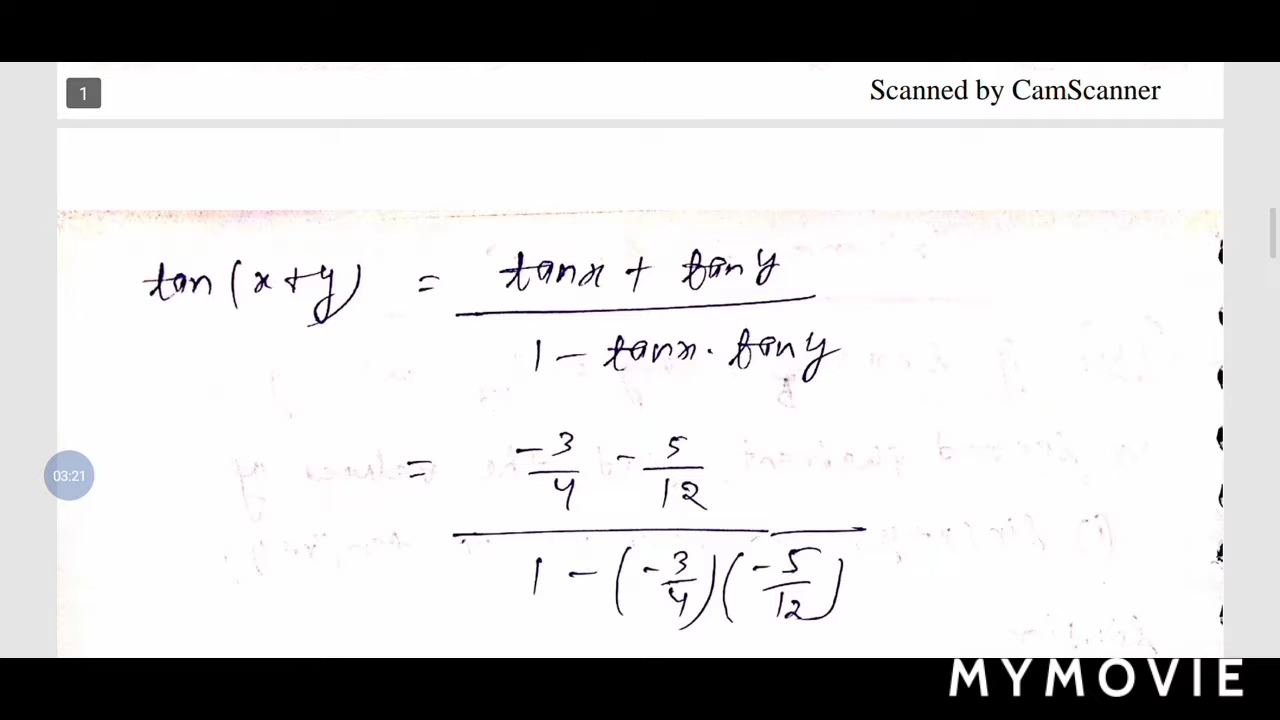 1
Scanned by CamScanner
tan(x+y) = tanx + tany
1 - tanx . tany
= -3/4 - 5/12
1 - (-3/4)(-5/12)
03:21
MYMOVIE